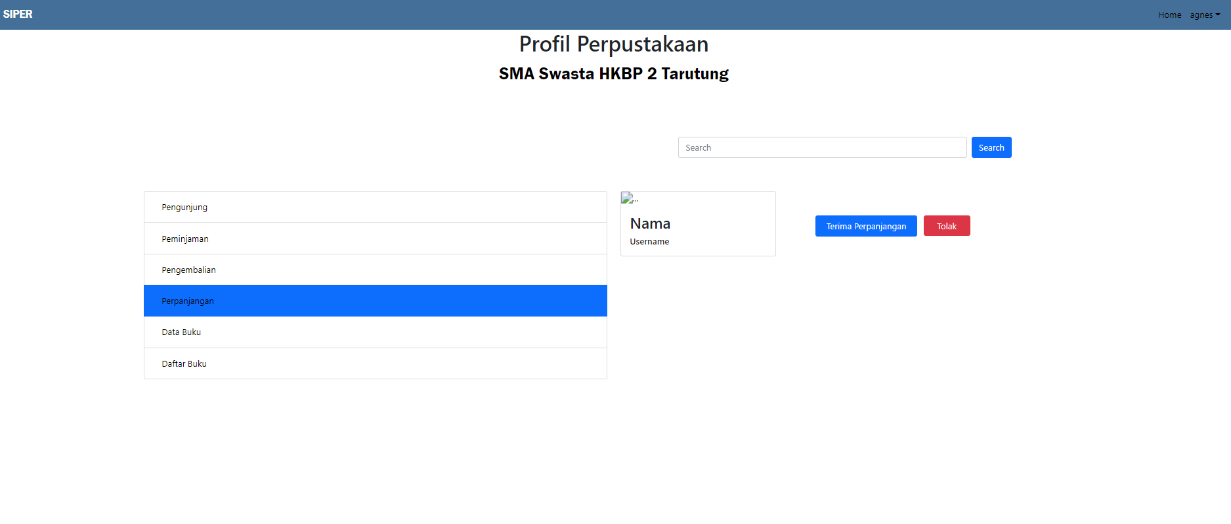 SIPER
Home agnes
Profil Perpustakaan
SMA Swasta HKBP 2 Tarutung
Search Search
Pengunjung
Peminjaman
Pengembalian
Perpanjangan
Data Buku
Daftar Buku
...
Nama
Username
Terima Perpanjangan Tolak